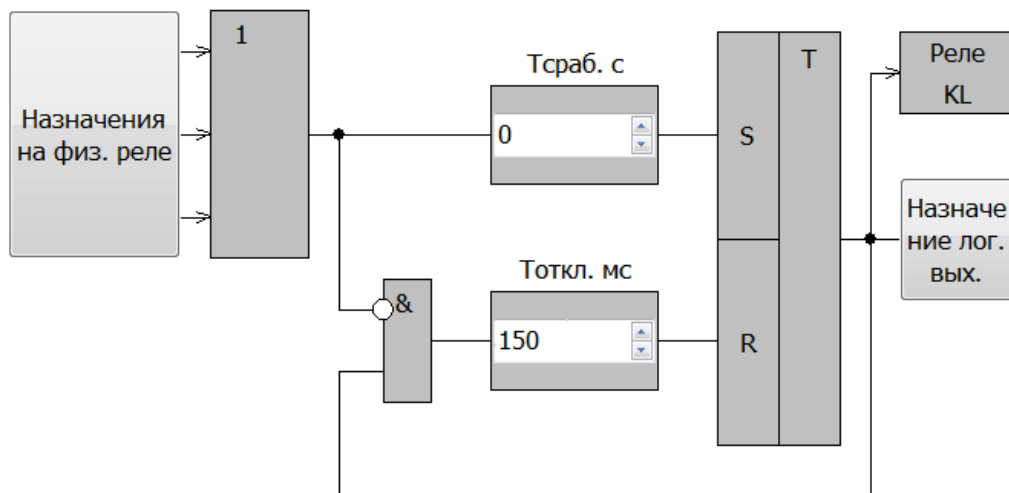 Назначения
на физ. реле
1
Тсраб. с
0
&
Тоткл. мс
150
S
R
T
Реле
KL
Назначе
ние лог.
вых.